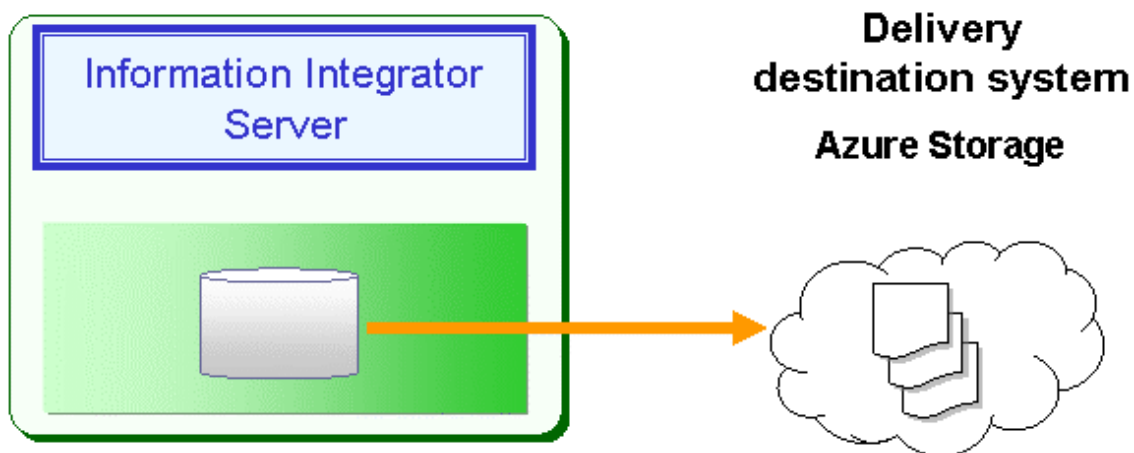 Information Integrator
Server
Delivery
destination system
Azure Storage